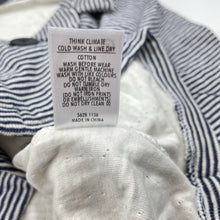 THINK CLIMATE
COLD WASH & LINE DRY
COTTON
WASH BEFORE WEAR
WARM GENTLE MACHINE
WASH WITH LIKE COLOURS
DO NOT BLEACH
DO NOT TUMBLE DRY
WARM IRON
(DO NOT IRON PRINTS
OR EMBELLISHMENTS)
DO NOT DRY CLEAN
MADE IN CHINA